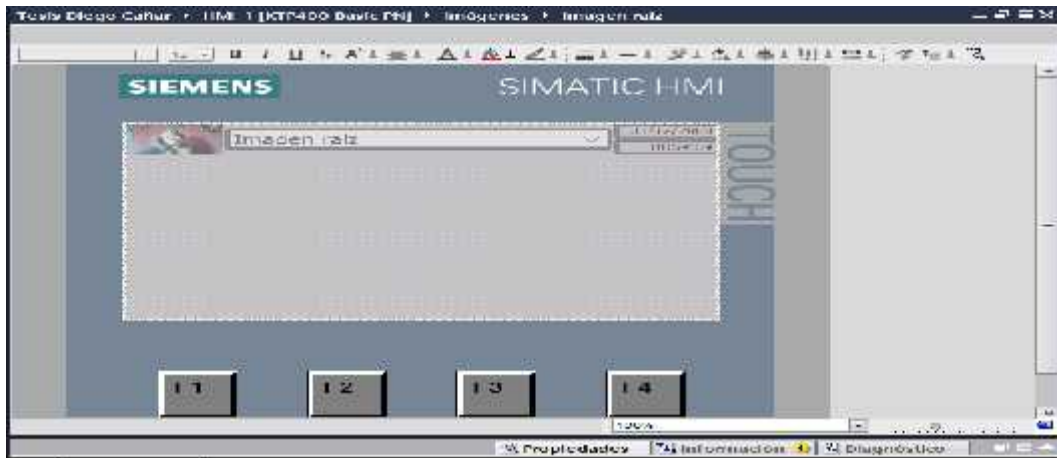 Tesis Diego Cañar ▸ HMI_1 [KTP400 Basic PN] ▸ Imágenes ▸ Imagen raíz
SIEMENS
SIMATIC HMI
Imagen raíz
TOUCH
F1
F2
F3
F4
100%
Propiedades
Información
Diagnóstico